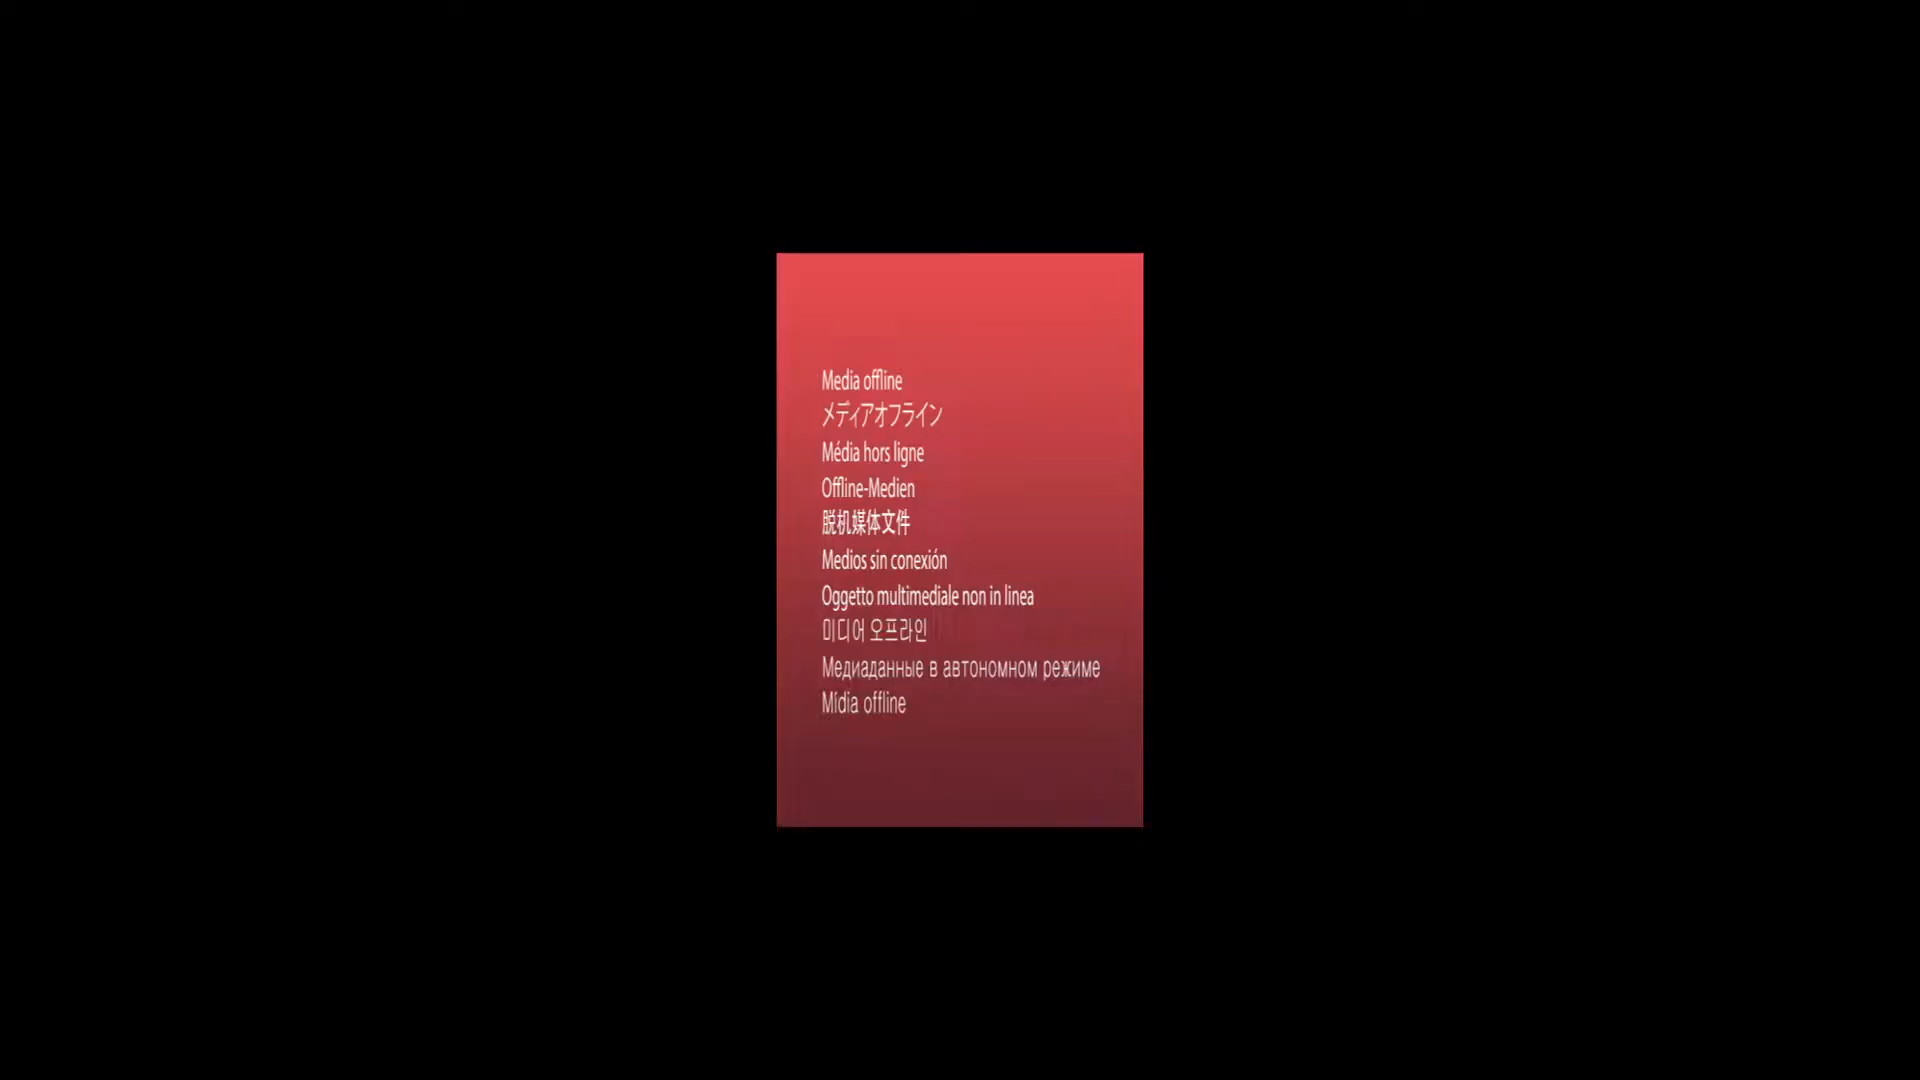 Media offline
メディアオフライン
Média hors ligne
Offline-Medien
脱机媒体文件
Medios sin conexión
Oggetto multimediale non in linea
미디어 오프라인
Медиаданные в автономном режиме
Mídia offline